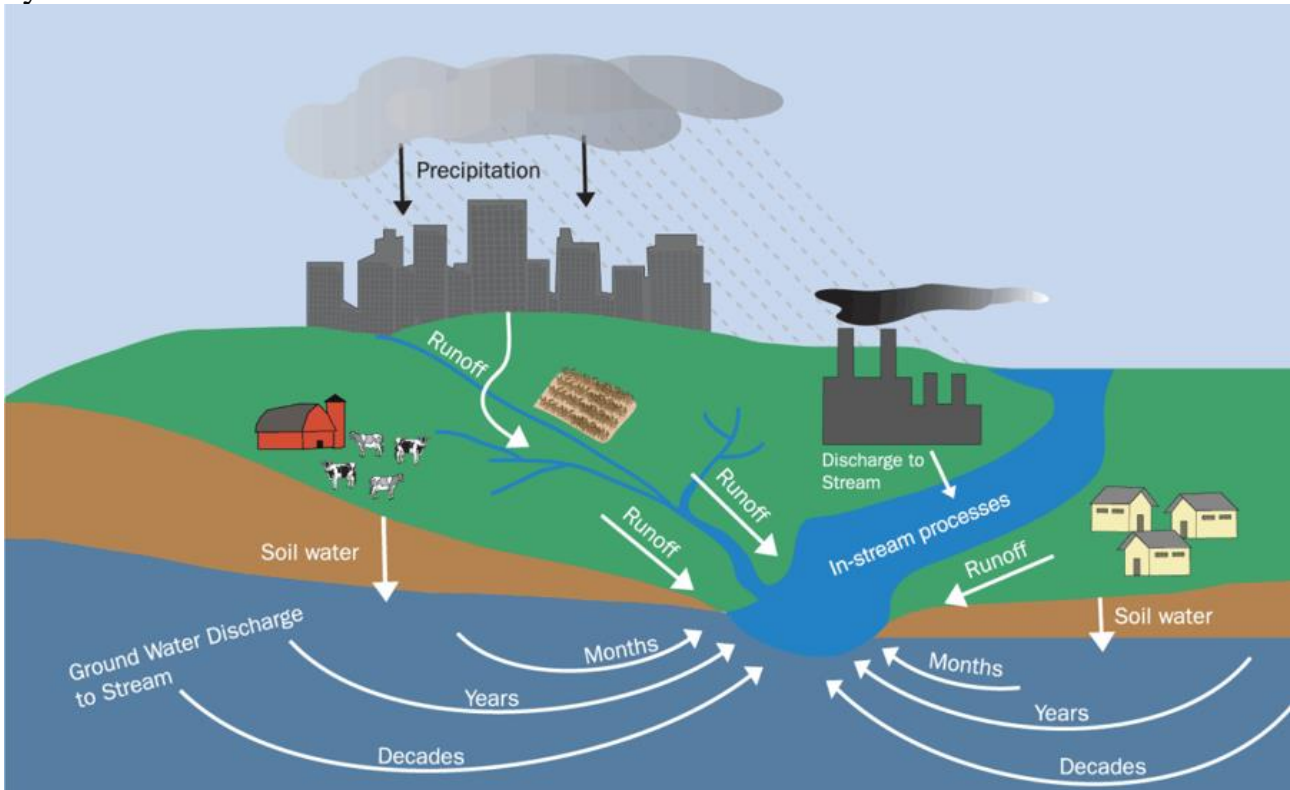 Precipitation
Runoff
Discharge to
Stream
Runoff
Runoff
In-stream processes
Runoff
Soil water
Soil water
Ground Water Discharge
to Stream
Months
Years
Decades
Months
Years
Decades